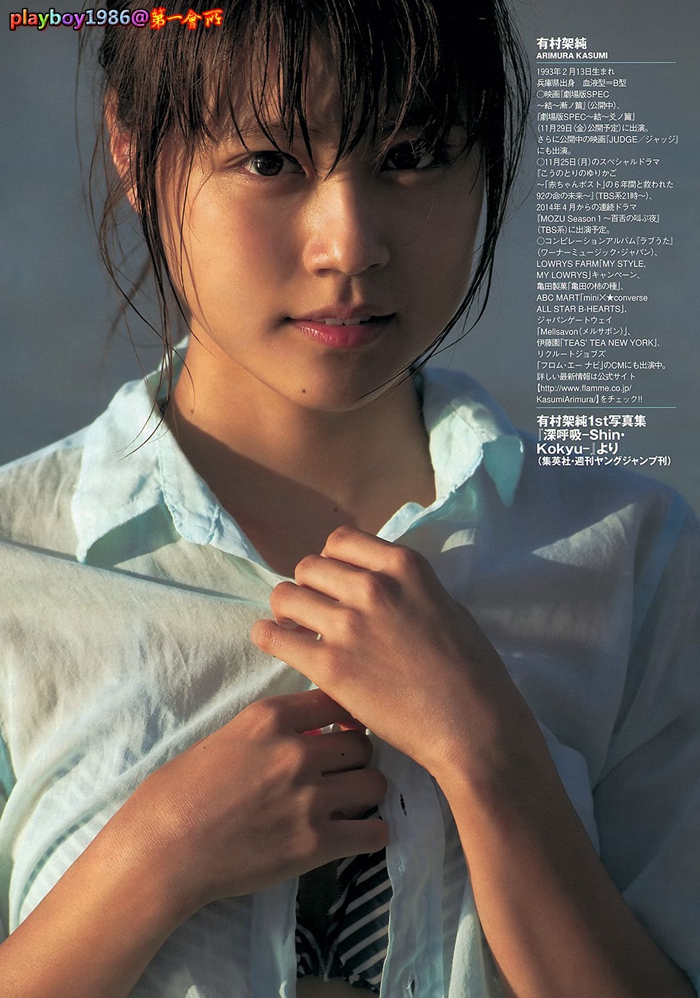 playboy1986@第一會所
有村架純
ARIMURA KASUMI
1993年2月13日生まれ
兵庫県出身　血液型=B型
○映画『劇場版SPEC
〜結〜漸ノ篇』(公開中)、
『劇場版SPEC〜結〜爻ノ篇』
(11月29日(金)公開予定)に出演。
さらに公開中の映画『JUDGE／ジャッジ』
にも出演。
○11月25日(月)のスペシャルドラマ
『こうのとりのゆりかご
〜「赤ちゃんポスト」の6年間と救われた
92の命の未来〜』(TBS系21時〜)、
2014年4月からの連続ドラマ
『MOZU Season1〜百舌の叫ぶ夜』
(TBS系)に出演予定。
○コンピレーションアルバム『ラブうた』
(ワーナーミュージック・ジャパン)、
LOWRYS FARM『MY STYLE,
MY LOWRYS』キャンペーン、
亀田製菓『亀田の柿の種』、
ABC MART『mini×★converse
ALL STAR B-HEARTS』、
ジャパンゲートウェイ
『Mellsavon(メルサボン)』、
伊藤園『TEAS' TEA NEW YORK』、
リクルートジョブズ
『フロム・エー ナビ』のCMにも出演中。
詳しい最新情報は公式サイト
【http://www.flamme.co.jp/
KasumiArimura/】をチェック!!
有村架純1st写真集
『深呼吸-Shin・
Kokyu-』より
(集英社・週刊ヤングジャンプ刊)